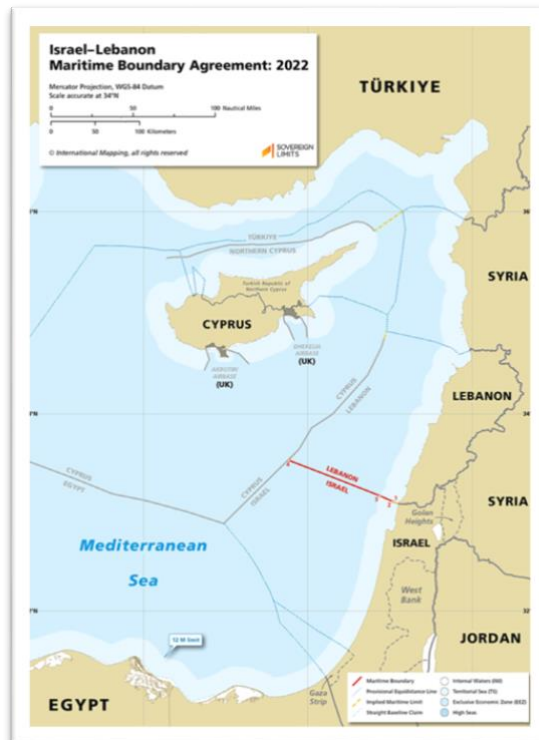 Israel–Lebanon
Maritime Boundary Agreement: 2022
Mercator Projection, WGS-84 Datum
Scale accurate at 34°N
0 50 100 Nautical Miles
0 50 100 Kilometers
© International Mapping, all rights reserved
SOVEREIGN
LIMITS
TÜRKİYE
TÜRKİYE
NORTHERN CYPRUS
Turkish Republic of
Northern Cyprus
SYRIA
CYPRUS
DHEKELIA
AIRBASE
(UK)
AKROTIRI
AIRBASE
(UK)
CYPRUS
LEBANON
LEBANON
CYPRUS
EGYPT
CYPRUS
ISRAEL
LEBANON
ISRAEL
SYRIA
Golan
Heights
ISRAEL
Mediterranean
Sea
West
Bank
12 M limit
JORDAN
Gaza
Strip
EGYPT
Maritime Boundary
Provisional Equidistance Line
Implied Maritime Limit
Straight Baseline Claim
Internal Waters (IW)
Territorial Sea (TS)
Exclusive Economic Zone (EEZ)
High Seas